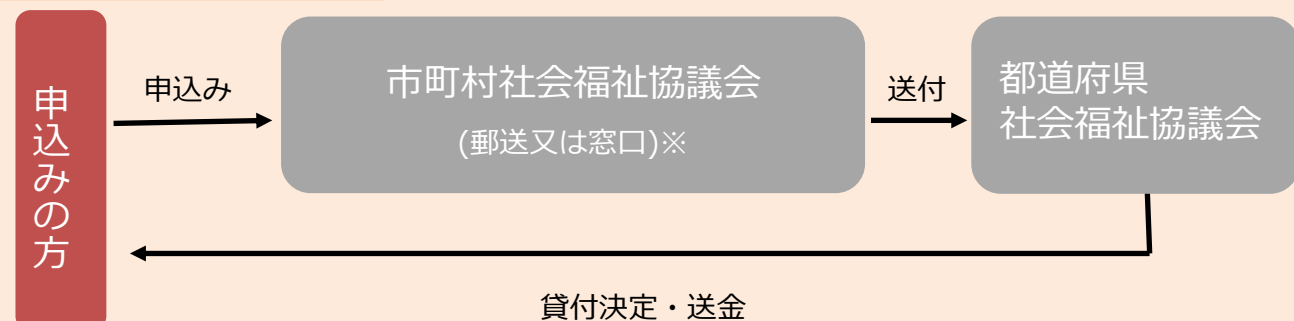 申込みの方
申込み
市町村社会福祉協議会
(郵送又は窓口)※
送付
都道府県
社会福祉協議会
貸付決定・送金